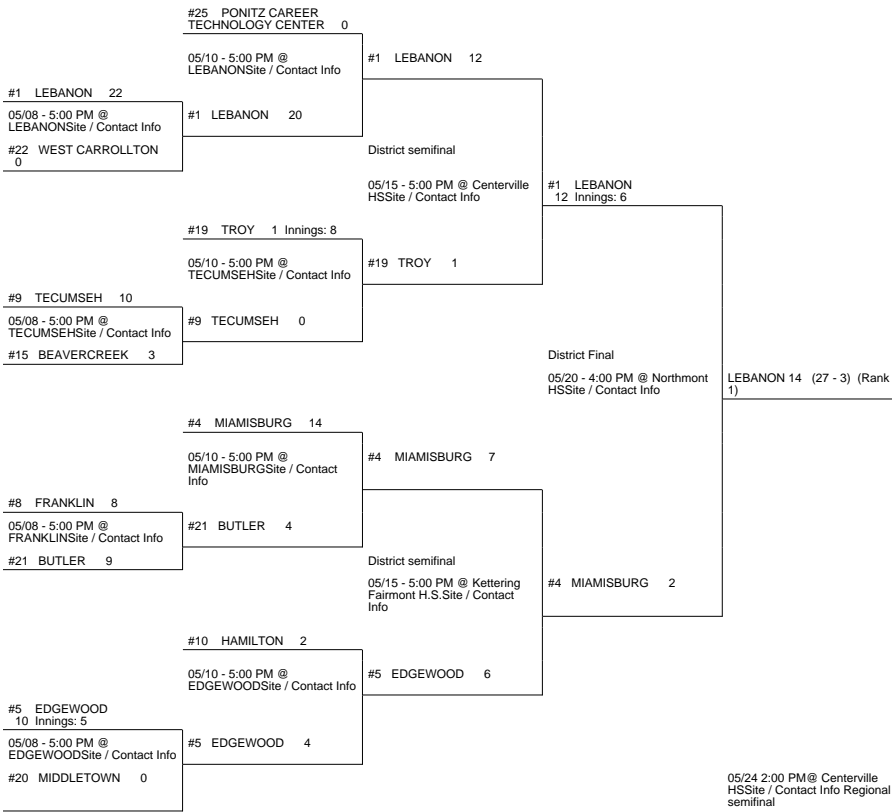 #25 PONITZ CAREER
TECHNOLOGY CENTER 0
05/10 - 5:00 PM @
LEBANONSite / Contact Info
#1 LEBANON 12
#1 LEBANON 22
05/08 - 5:00 PM @
LEBANONSite / Contact Info
#1 LEBANON 20
#22 WEST CARROLLTON
0
District semifinal
05/15 - 5:00 PM @ Centerville
HSSite / Contact Info
#1 LEBANON
12 Innings: 6
#19 TROY 1 Innings: 8
05/10 - 5:00 PM @
TECUMSEHSite / Contact Info
#19 TROY 1
#9 TECUMSEH 10
05/08 - 5:00 PM @
TECUMSEHSite / Contact Info
#9 TECUMSEH 0
#15 BEAVERCREEK 3
District Final
05/20 - 4:00 PM @ Northmont
HSSite / Contact Info
LEBANON 14 (27 - 3) (Rank
1)
#4 MIAMISBURG 14
05/10 - 5:00 PM @
MIAMISBURGSite / Contact
Info
#4 MIAMISBURG 7
#8 FRANKLIN 8
05/08 - 5:00 PM @
FRANKLINSite / Contact Info
#21 BUTLER 4
#21 BUTLER 9
District semifinal
05/15 - 5:00 PM @ Kettering
Fairmont H.S.Site / Contact
Info
#4 MIAMISBURG 2
#10 HAMILTON 2
05/10 - 5:00 PM @
EDGEWOODSite / Contact Info
#5 EDGEWOOD 6
#5 EDGEWOOD
10 Innings: 5
05/08 - 5:00 PM @
EDGEWOODSite / Contact Info
#5 EDGEWOOD 4
#20 MIDDLETOWN 0
05/24 2:00 PM@ Centerville
HSSite / Contact Info Regional
semifinal